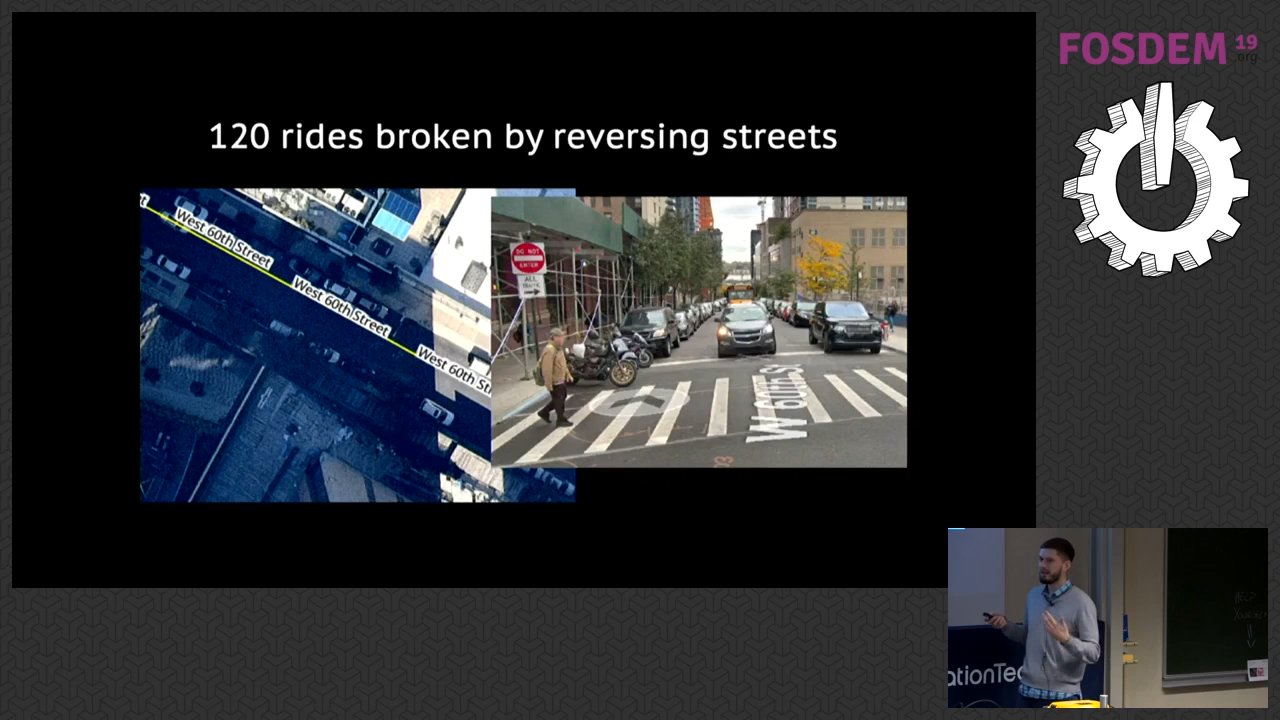 FOSDEM 19
.org
120 rides broken by reversing streets
West 60th Street
West 60th Street
West 60th St
DO NOT
ENTER
ALL
TRAFFIC
W 60th St
ationTec